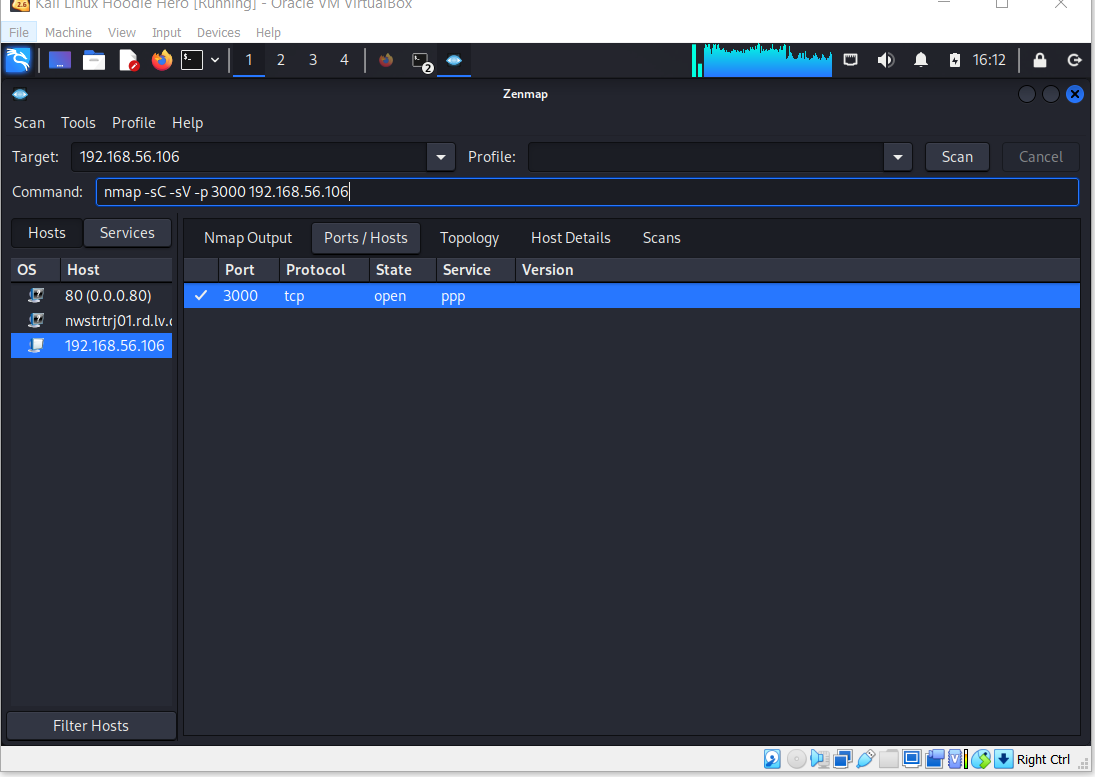 Kali Linux Hoodie Hero [Running] - Oracle VM VirtualBox
File Machine View Input Devices Help
1 2 3 4 2 16:12
Zenmap
Scan Tools Profile Help
Target: 192.168.56.106 Profile: Scan Cancel
Command: nmap -sC -sV -p 3000 192.168.56.106
Hosts Services
Nmap Output Ports / Hosts Topology Host Details Scans
OS Host
Port Protocol State Service Version
80 (0.0.0.80)
3000 tcp open ppp
nwstrtrj01.rd.lv.c
192.168.56.106
Filter Hosts
Right Ctrl